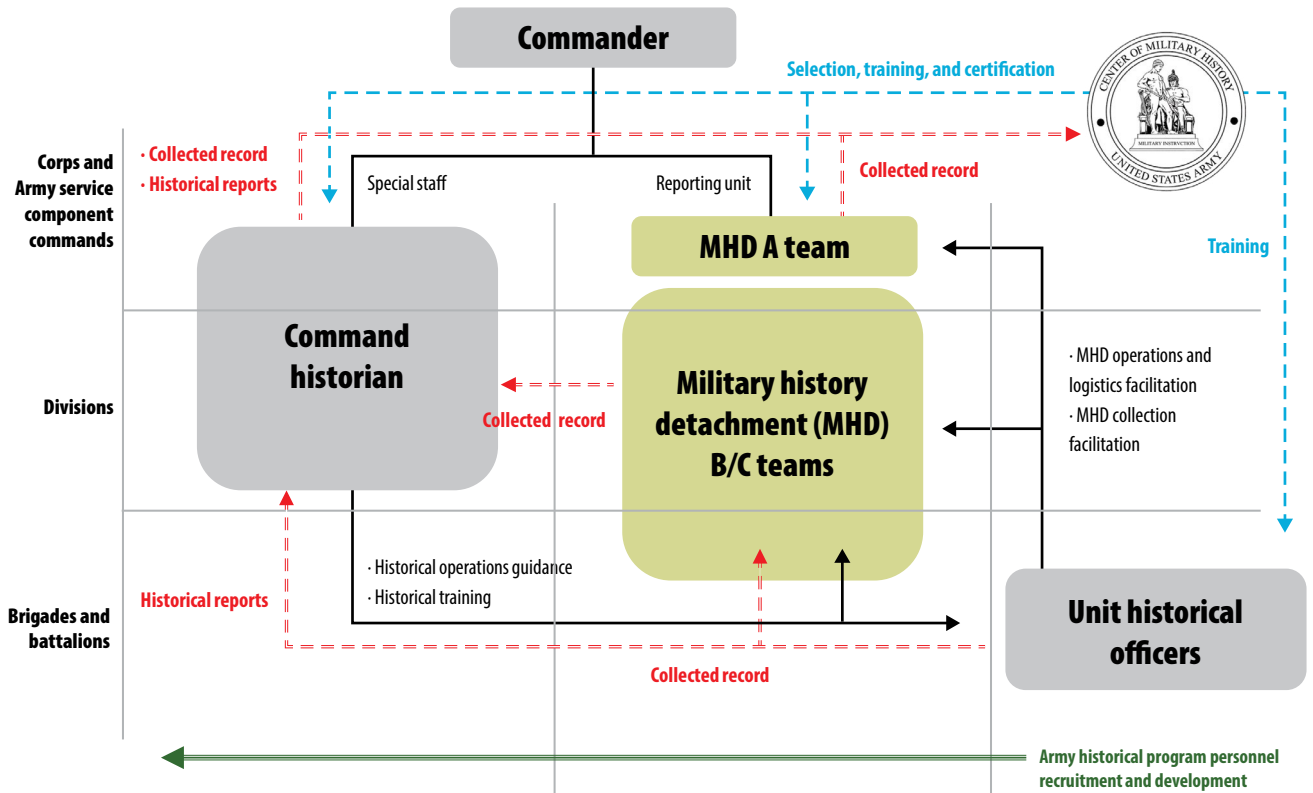 Commander
Selection, training, and certification
CENTER OF MILITARY HISTORY
MILITARY INSTRUCTION
UNITED STATES ARMY
Corps and
Army service
component
commands
· Collected record
· Historical reports
Special staff
Reporting unit
Collected record
MHD A team
Training
Command
historian
Divisions
Collected record
Military history
detachment (MHD)
B/C teams
· MHD operations and
logistics facilitation
· MHD collection
facilitation
Brigades and
battalions
Historical reports
· Historical operations guidance
· Historical training
Collected record
Unit historical
officers
Army historical program personnel
recruitment and development